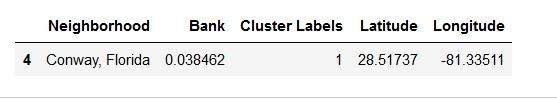 Neighborhood Bank Cluster Labels Latitude Longitude
4 Conway, Florida 0.038462 1 28.51737 -81.33511